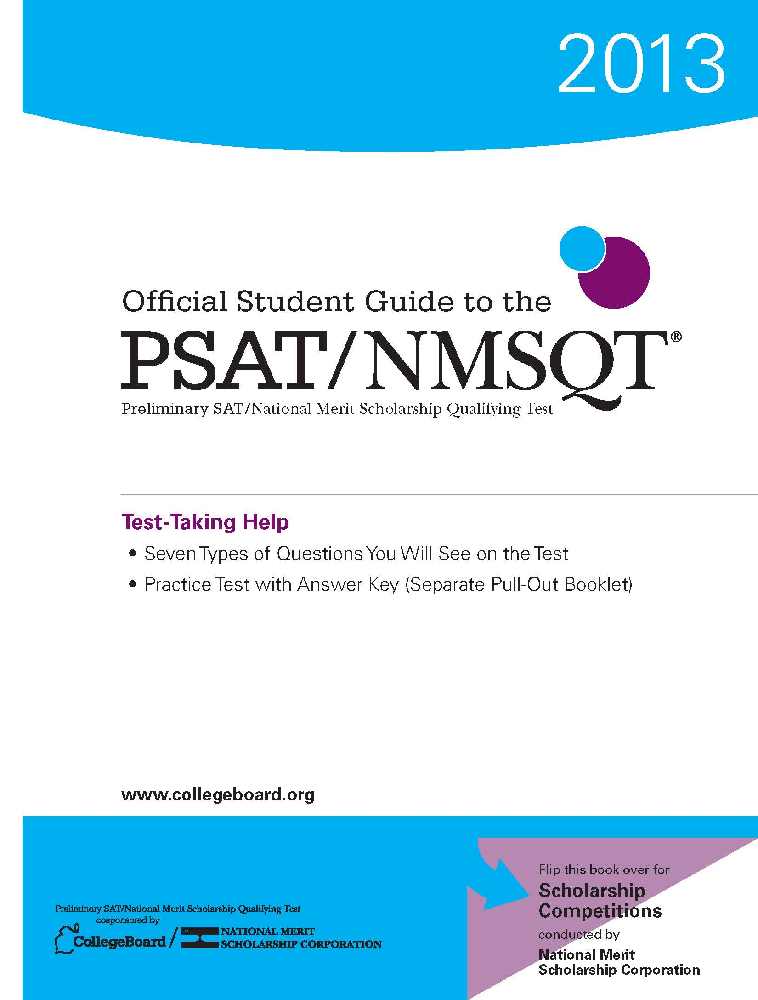 2013
Official Student Guide to the
PSAT/NMSQT®
Preliminary SAT/National Merit Scholarship Qualifying Test
Test-Taking Help
• Seven Types of Questions You Will See on the Test
• Practice Test with Answer Key (Separate Pull-Out Booklet)
www.collegeboard.org
Preliminary SAT/National Merit Scholarship Qualifying Test
cosponsored by
CollegeBoard / NATIONAL MERIT
SCHOLARSHIP CORPORATION
Flip this book over for
Scholarship
Competitions
conducted by
National Merit
Scholarship Corporation